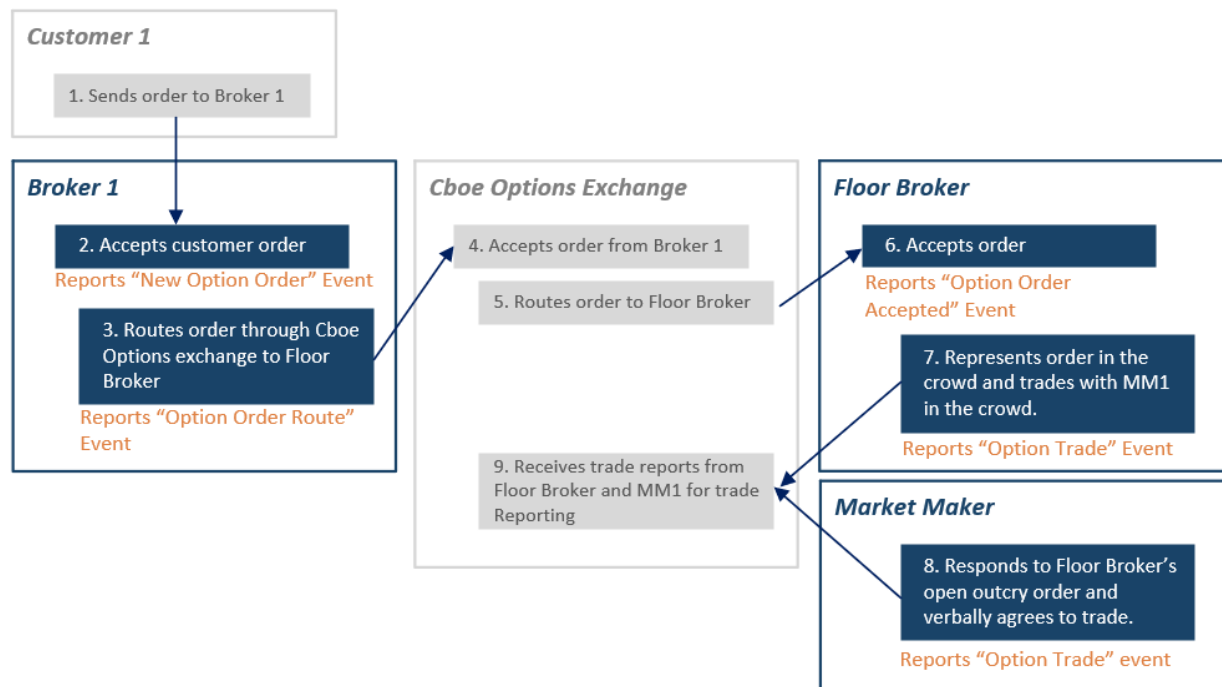 Customer 1
1. Sends order to Broker 1
Broker 1
2. Accepts customer order
Reports “New Option Order” Event
3. Routes order through Cboe
Options exchange to Floor
Broker
Reports “Option Order Route”
Event
Cboe Options Exchange
4. Accepts order from Broker 1
5. Routes order to Floor Broker
9. Receives trade reports from
Floor Broker and MM1 for trade
Reporting
Floor Broker
6. Accepts order
Reports “Option Order
Accepted” Event
7. Represents order in the
crowd and trades with MM1
in the crowd.
Reports “Option Trade” Event
Market Maker
8. Responds to Floor Broker’s
open outcry order and
verbally agrees to trade.
Reports “Option Trade” event